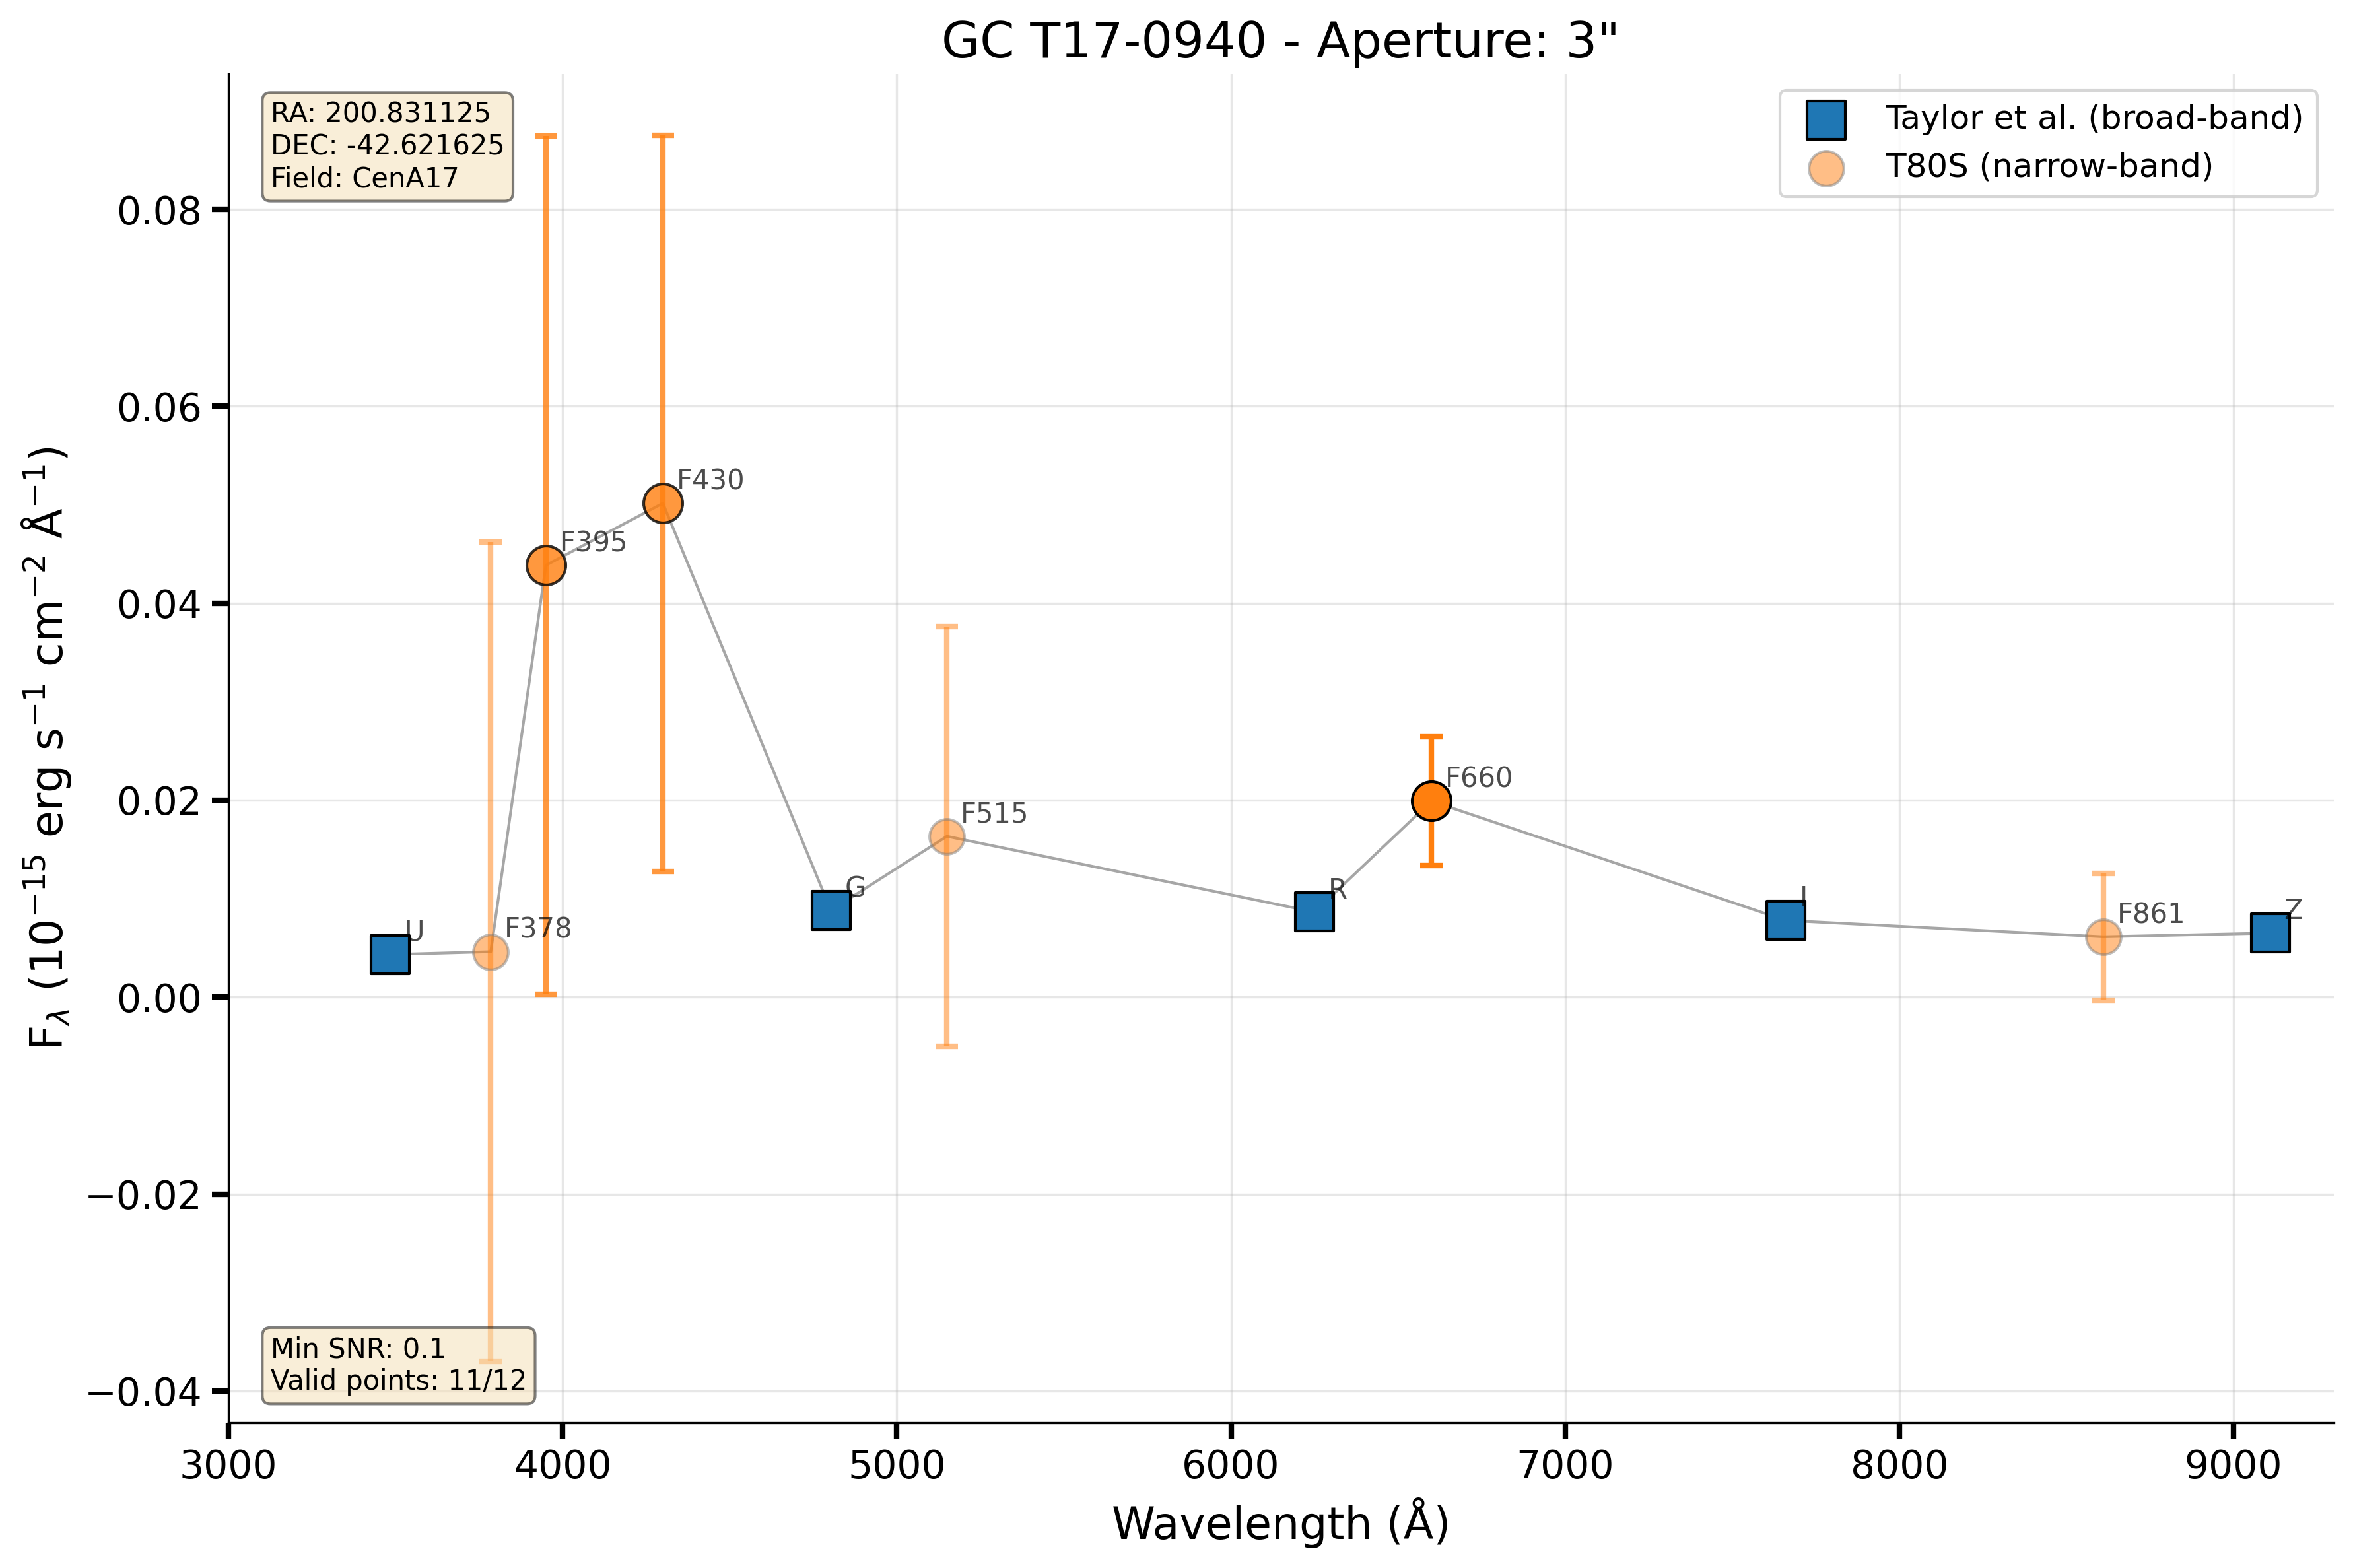 GC T17-0940 - Aperture: 3"
RA: 200.831125
DEC: -42.621625
Field: CenA17
Taylor et al. (broad-band)
T80S (narrow-band)
F_λ (10⁻¹⁵ erg s⁻¹ cm⁻² Å⁻¹)
0.08
0.06
0.04
0.02
0.00
−0.02
−0.04
U
F378
F395
F430
G
F515
R
F660
I
F861
Z
Min SNR: 0.1
Valid points: 11/12
3000 4000 5000 6000 7000 8000 9000
Wavelength (Å)